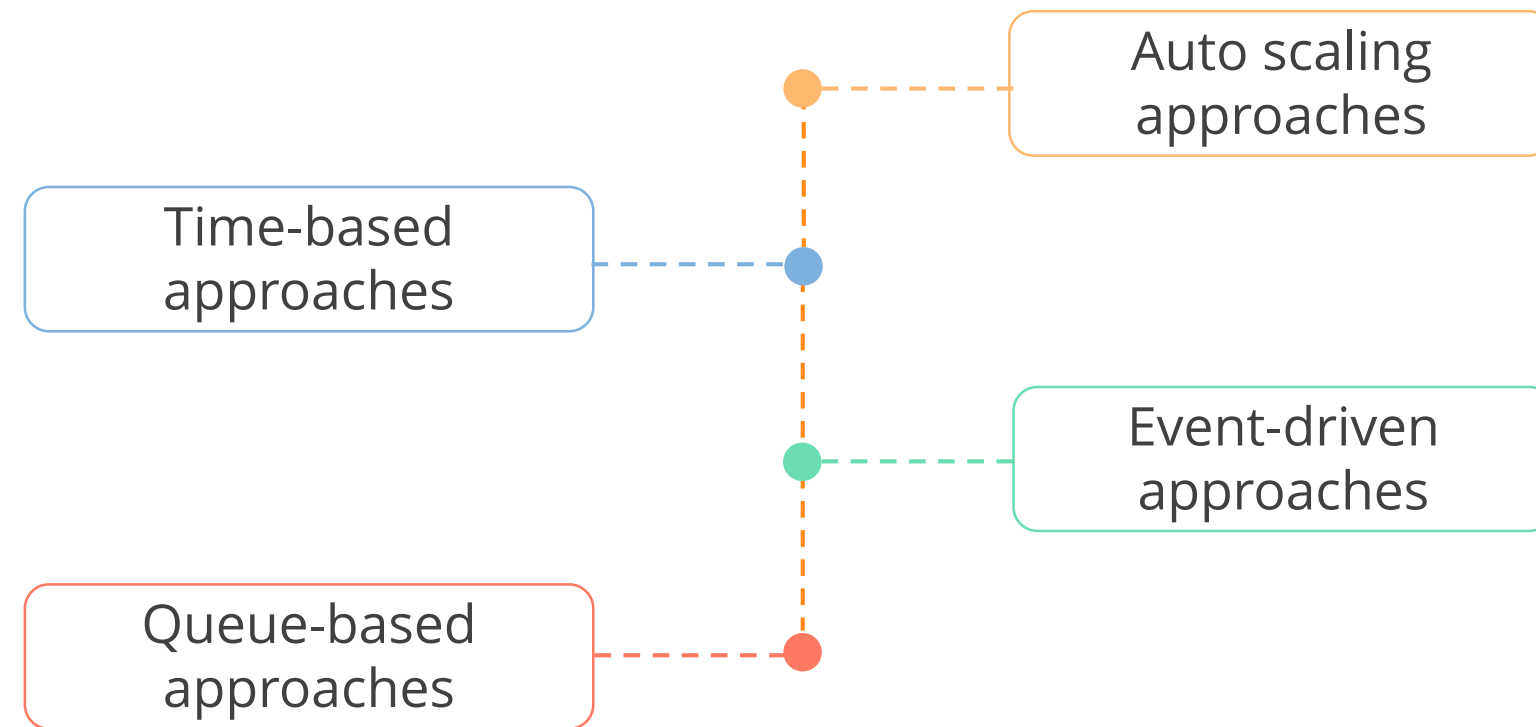 Auto scaling
approaches
Time-based
approaches
Event-driven
approaches
Queue-based
approaches